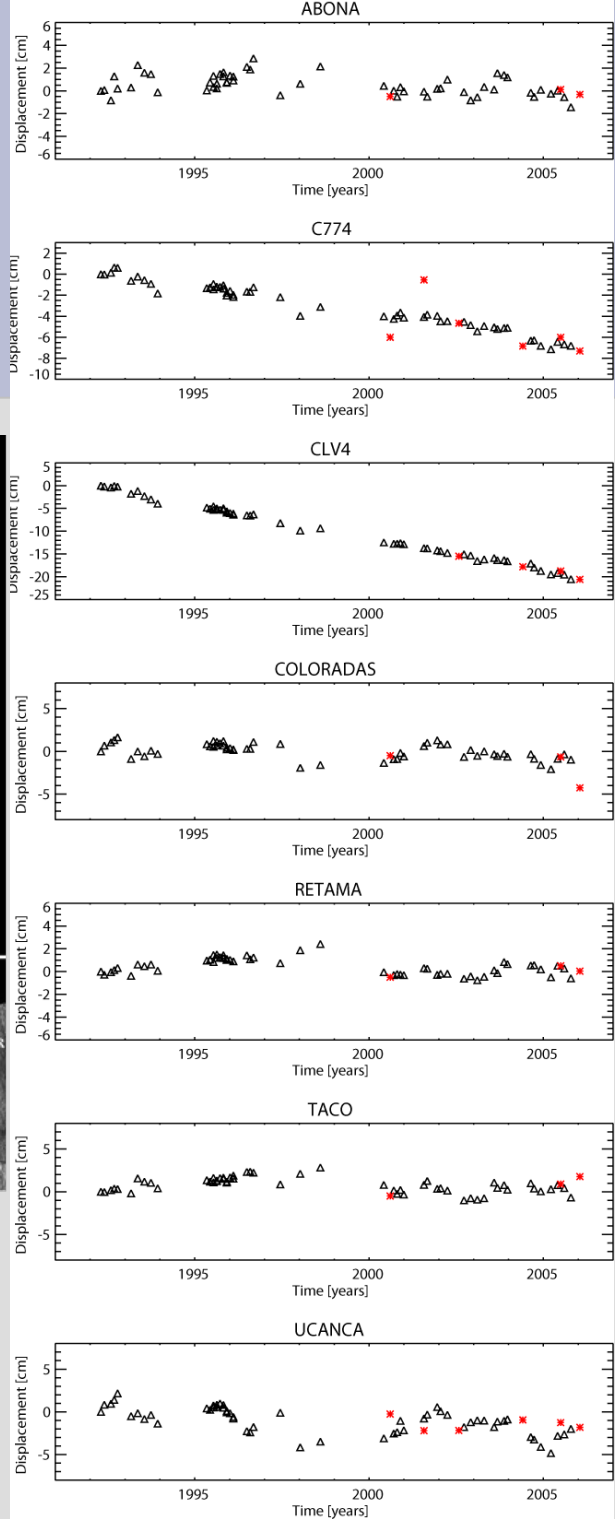 ABONA
6
4
2
0
-2
-4
-6
Displacement [cm]
1995 2000 2005
Time [years]
C774
2
0
-2
-4
-6
-8
-10
Displacement [cm]
1995 2000 2005
Time [years]
CLV4
5
0
-5
-10
-15
-20
-25
Displacement [cm]
1995 2000 2005
Time [years]
COLORADAS
5
0
-5
Displacement [cm]
1995 2000 2005
Time [years]
RETAMA
6
4
2
0
-2
-4
-6
Displacement [cm]
1995 2000 2005
Time [years]
TACO
5
0
-5
Displacement [cm]
1995 2000 2005
Time [years]
UCANCA
5
0
-5
Displacement [cm]
1995 2000 2005
Time [years]